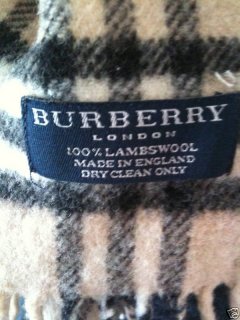 BURBERRY
LONDON
100% LAMBSWOOL
MADE IN ENGLAND
DRY CLEAN ONLY